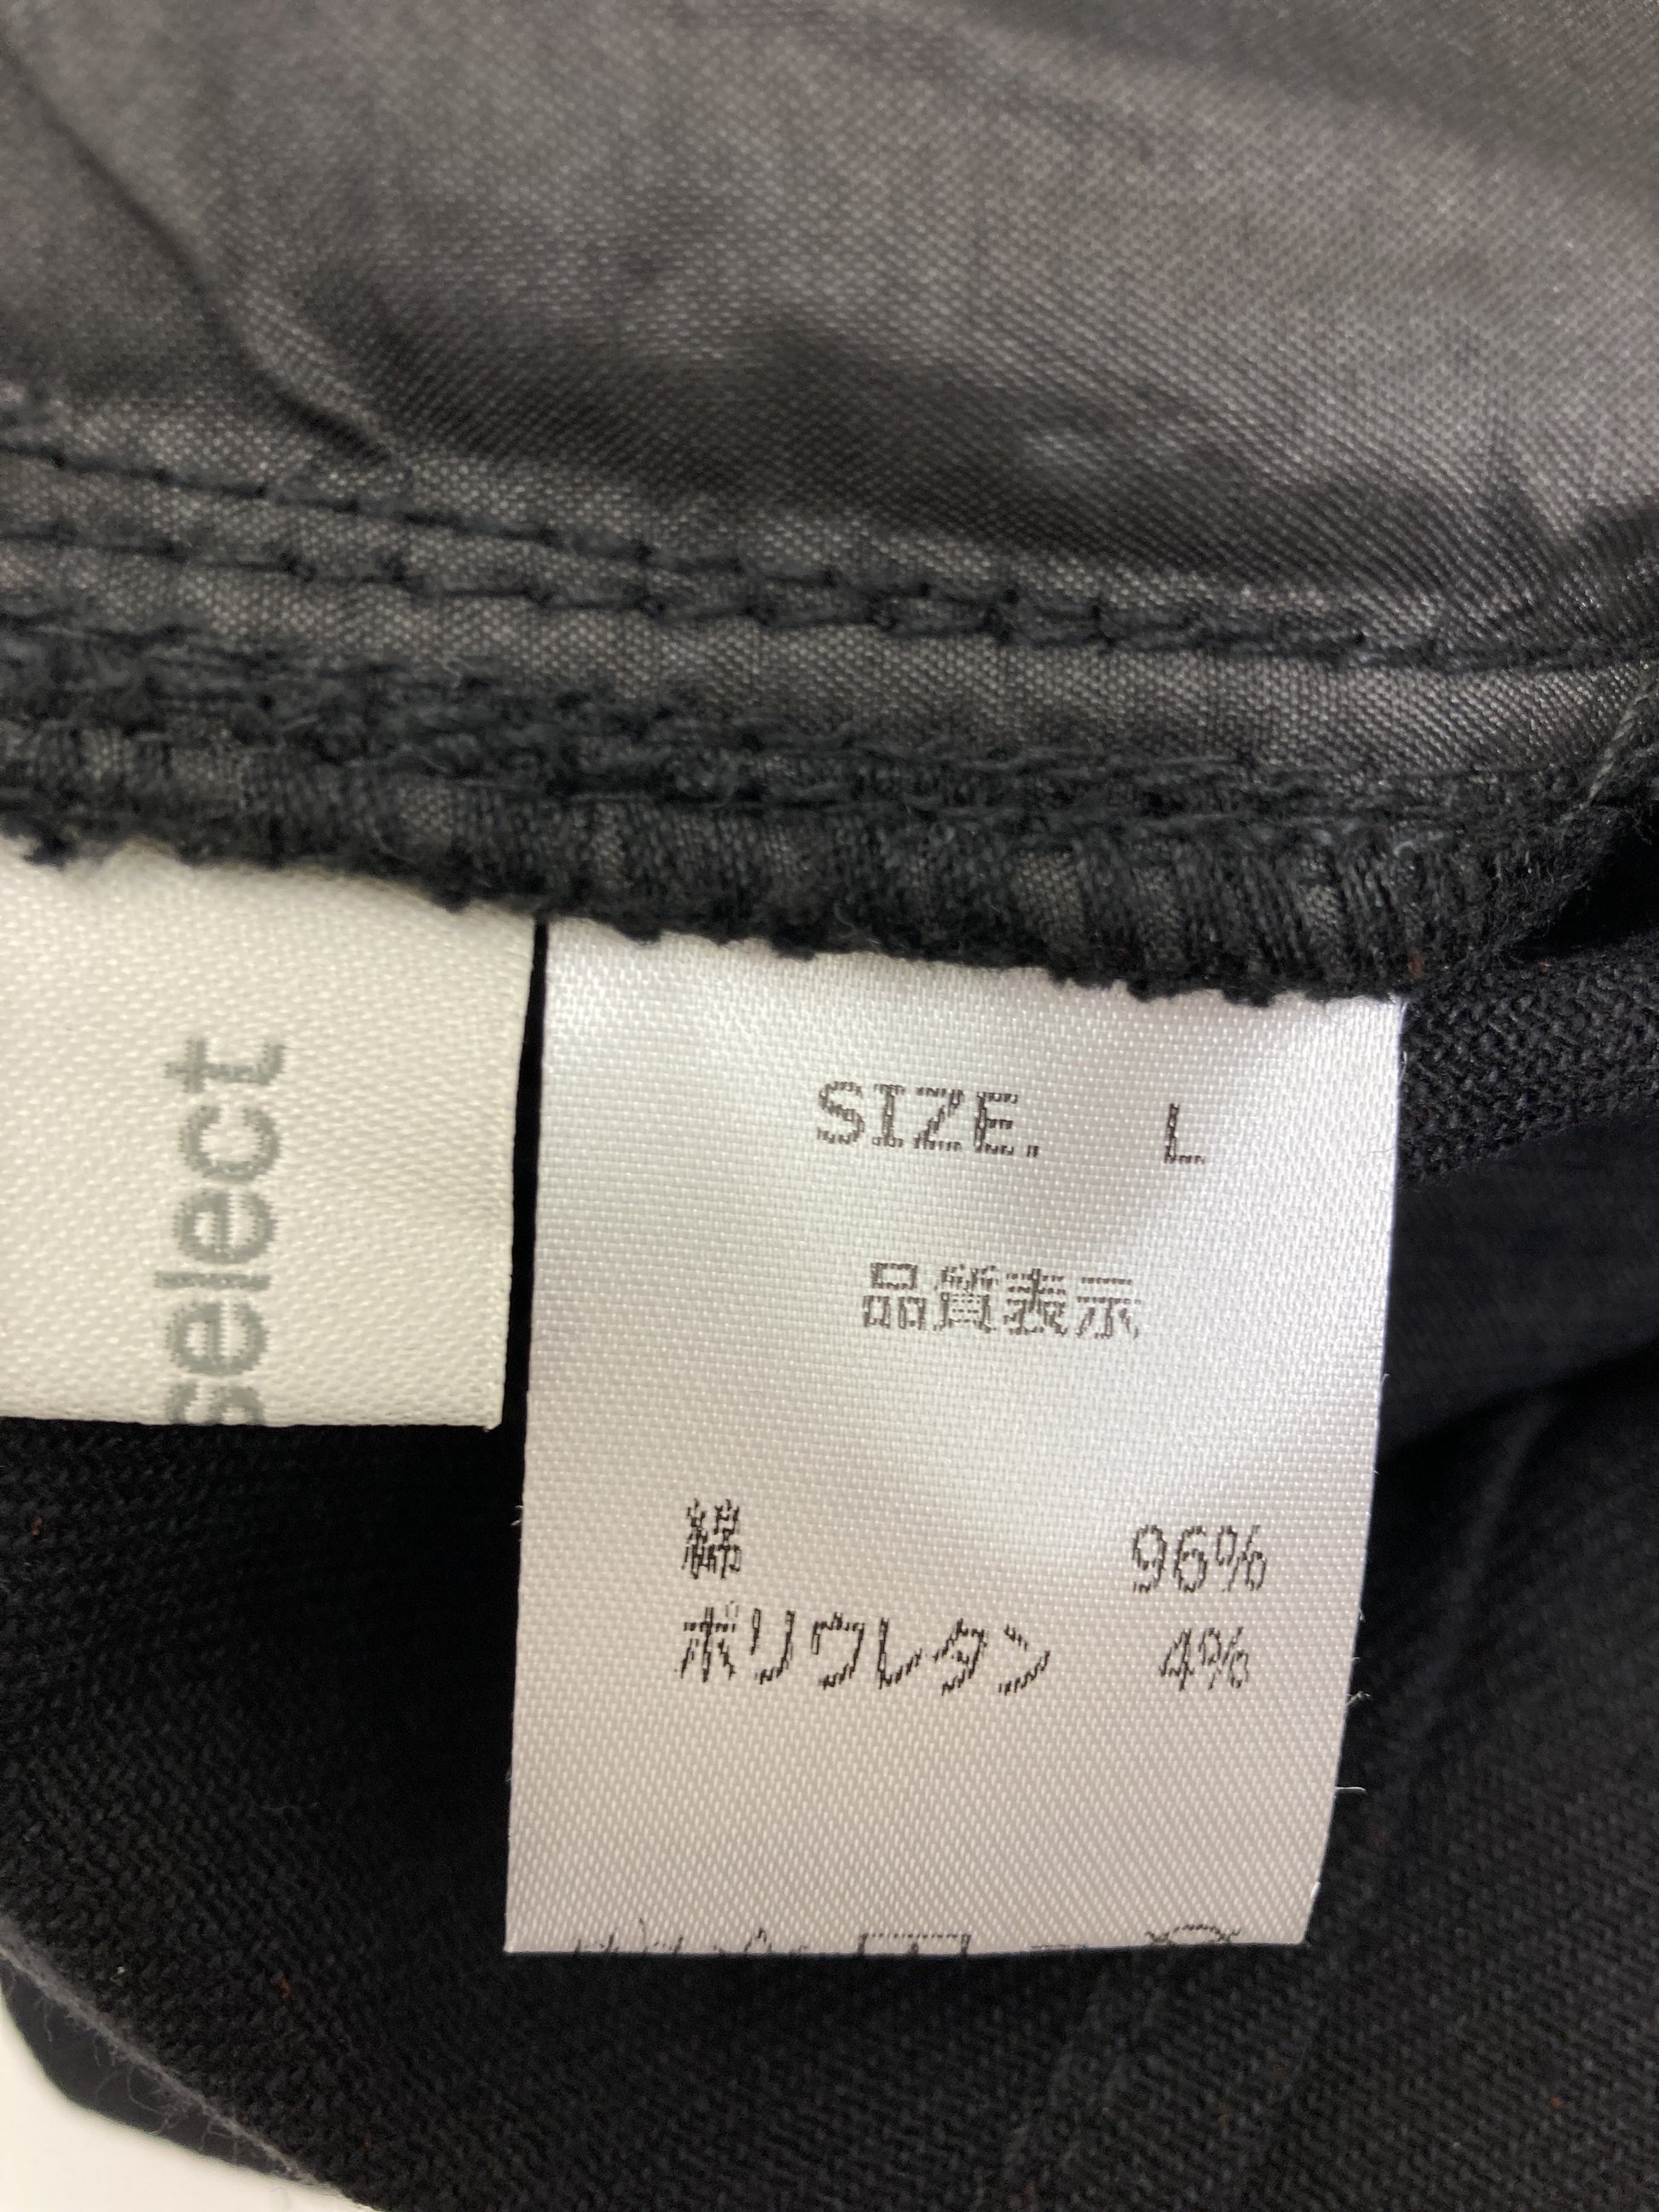 select
SIZE. L
品質表示
綿 96%
ポリウレタン 4%